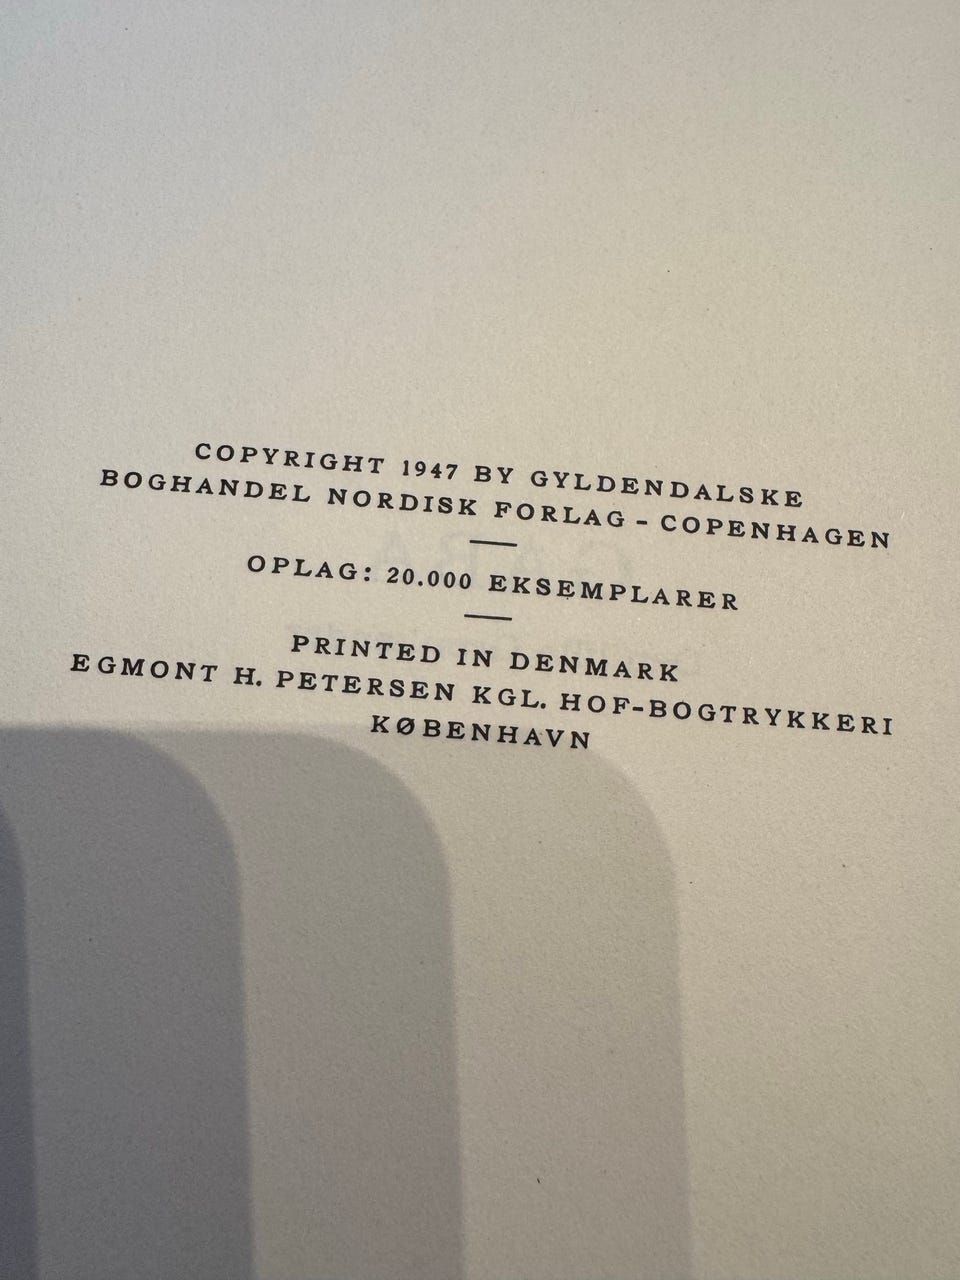 COPYRIGHT 1947 BY GYLDENDALSKE
BOGHANDEL NORDISK FORLAG - COPENHAGEN
OPLAG: 20.000 EKSEMPLARER
PRINTED IN DENMARK
EGMONT H. PETERSEN KGL. HOF-BOGTRYKKERI
KØBENHAVN